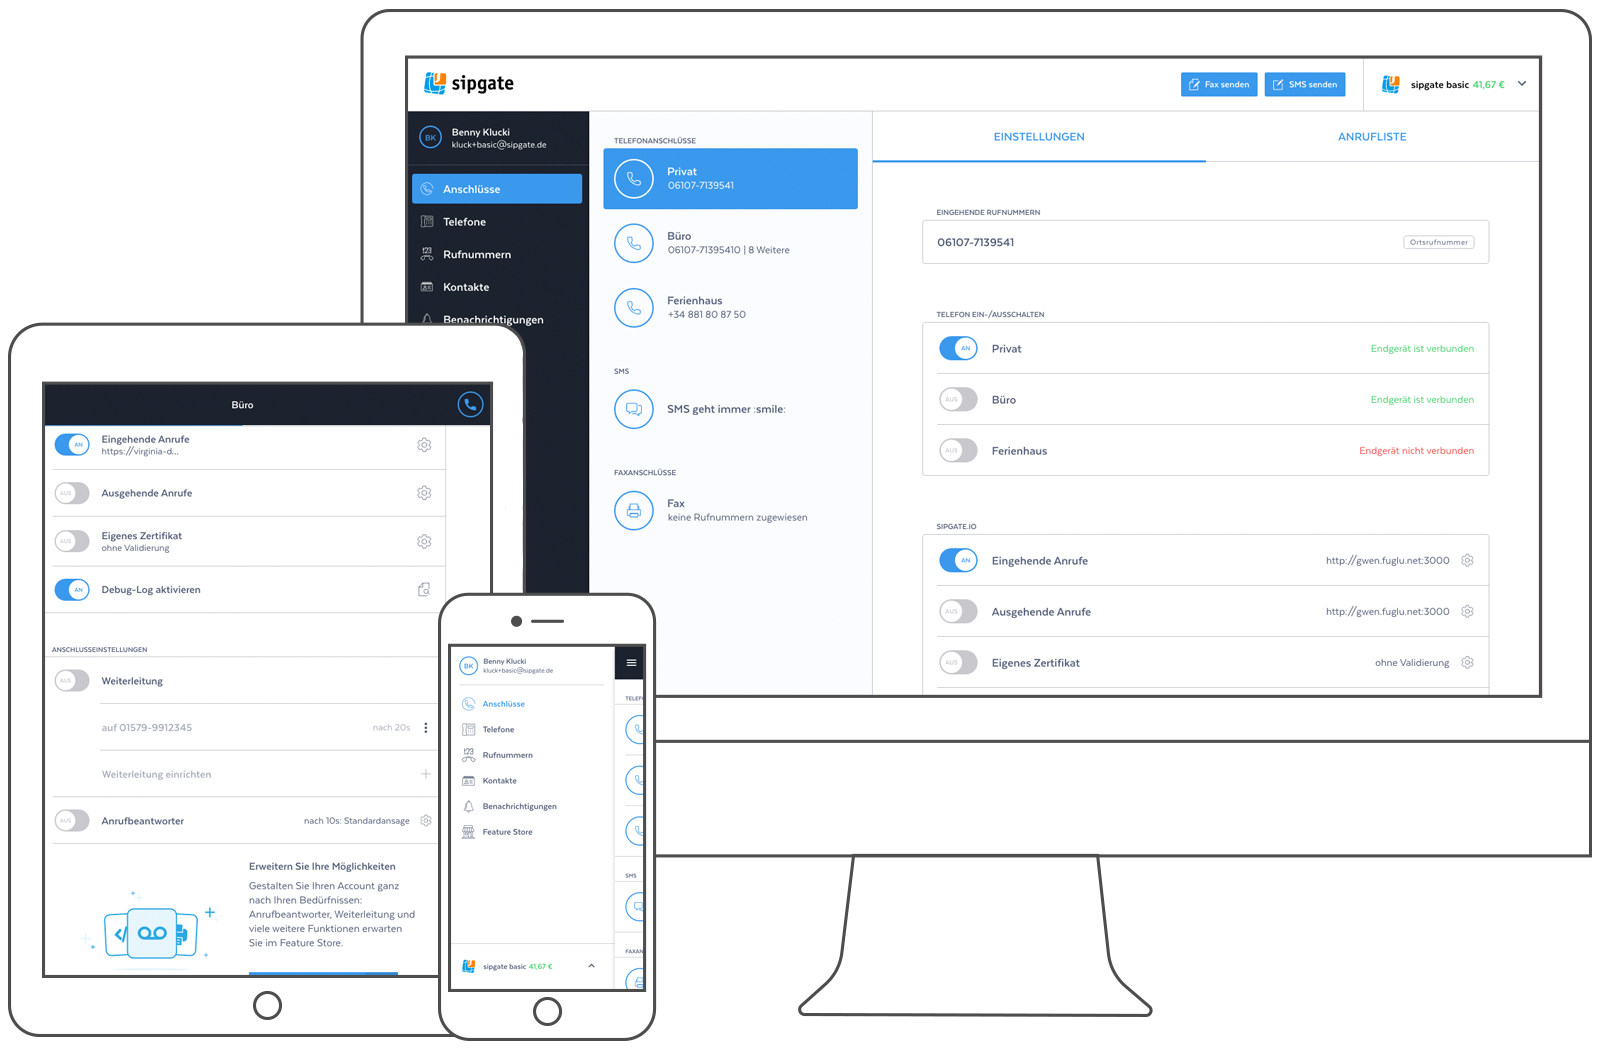 sipgate
Fax senden
SMS senden
sipgate basic 41,67 €
BK
Benny Klucki
kluck+basic@sipgate.de
Anschlüsse
Telefone
Rufnummern
Kontakte
Benachrichtigungen
TELEFONANSCHLÜSSE
Privat
06107-7139541
Büro
06107-71395410 | 8 Weitere
Ferienhaus
+34 881 80 87 50
SMS
SMS geht immer :smile:
FAXANSCHLÜSSE
Fax
keine Rufnummern zugewiesen
EINSTELLUNGEN
ANRUFLISTE
EINGEHENDE RUFNUMMERN
06107-7139541
Ortsrufnummer
TELEFON EIN-/AUSSCHALTEN
AN Privat Endgerät ist verbunden
AUS Büro Endgerät ist verbunden
AUS Ferienhaus Endgerät nicht verbunden
SIPGATE.IO
AN Eingehende Anrufe http://gwen.fuglu.net:3000
AUS Ausgehende Anrufe http://gwen.fuglu.net:3000
AUS Eigenes Zertifikat ohne Validierung
Büro
AN Eingehende Anrufe
https://virginia-d...
AUS Ausgehende Anrufe
AUS Eigenes Zertifikat
ohne Validierung
AN Debug-Log aktivieren
ANSCHLUSSEINSTELLUNGEN
AUS Weiterleitung
auf 01579-9912345 nach 20s
Weiterleitung einrichten
AUS Anrufbeantworter nach 10s: Standardansage
Erweitern Sie Ihre Möglichkeiten
Gestalten Sie Ihren Account ganz
nach Ihren Bedürfnissen:
Anrufbeantworter, Weiterleitung und
viele weitere Funktionen erwarten
Sie im Feature Store.
BK
Benny Klucki
kluck+basic@sipgate.de
Anschlüsse
Telefone
123
Rufnummern
Kontakte
Benachrichtigungen
Feature Store
sipgate basic 41,67 €
TELEF
SMS
FAXAN